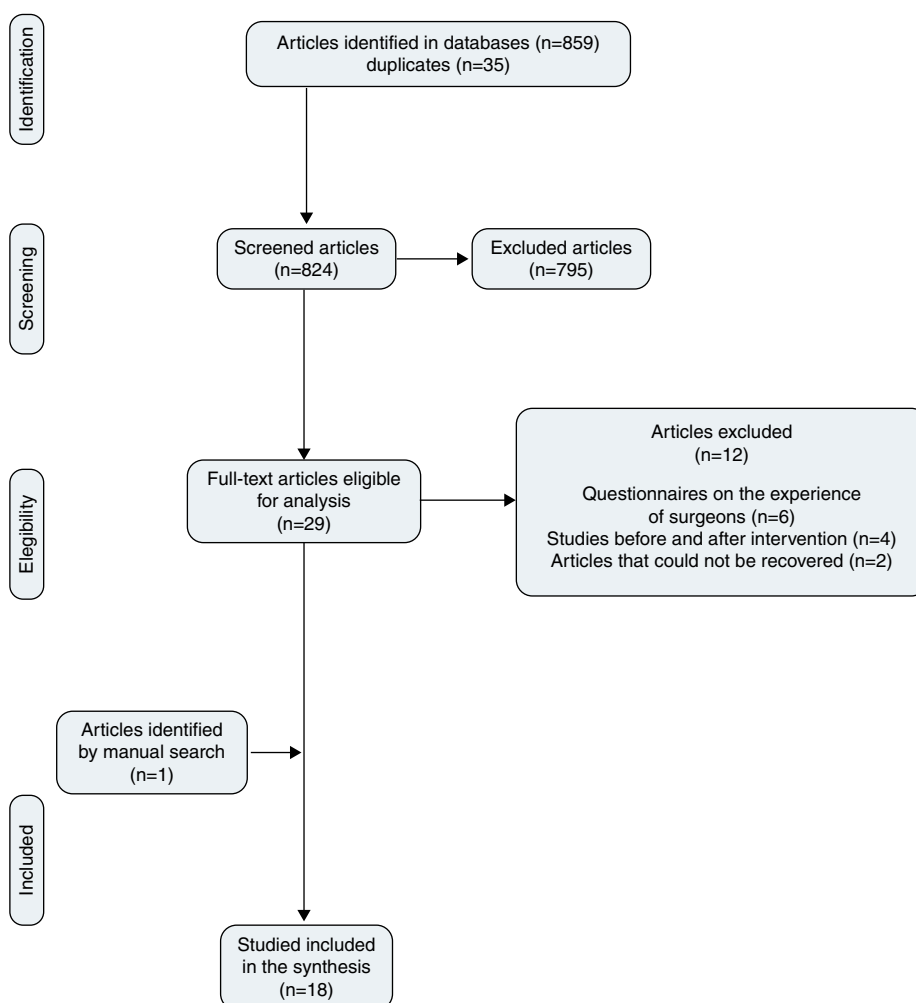 Identification
Articles identified in databases (n=859)
duplicates (n=35)
Screening
Screened articles
(n=824)
Excluded articles
(n=795)
Elegibility
Full-text articles eligible
for analysis
(n=29)
Articles excluded
(n=12)
Questionnaires on the experience
of surgeons (n=6)
Studies before and after intervention (n=4)
Articles that could not be recovered (n=2)
Articles identified
by manual search
(n=1)
Included
Studied included
in the synthesis
(n=18)